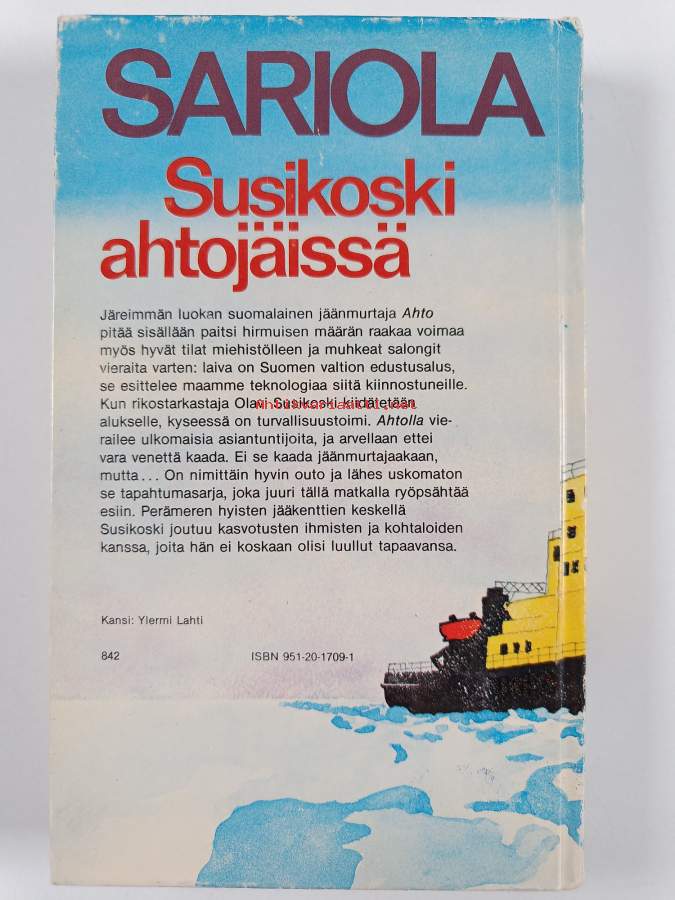 SARIOLA
Susikoski
ahtojäissä
Järeimmän luokan suomalainen jäänmurtaja Ahto
pitää sisällään paitsi hirmuisen määrän raakaa voimaa
myös hyvät tilat miehistölleen ja muhkeat salongit
vieraita varten: laiva on Suomen valtion edustusalus,
se esittelee maamme teknologiaa siitä kiinnostuneille.
Kun rikostarkastaja Olavi Susikoski kiidätetään
Antikvariaatti.net
alukselle, kyseessä on turvallisuustoimi. Ahtolla vie-
railee ulkomaisia asiantuntijoita, ja arvellaan ettei
vara venettä kaada. Ei se kaada jäänmurtajaakaan,
mutta... On nimittäin hyvin outo ja lähes uskomaton
se tapahtumasarja, joka juuri tällä matkalla ryöpsähtää
esiin. Perämeren hyisten jääkenttien keskellä
Susikoski joutuu kasvotusten ihmisten ja kohtaloiden
kanssa, joita hän ei koskaan olisi luullut tapaavansa.
Kansi: Ylermi Lahti
842 ISBN 951-20-1709-1